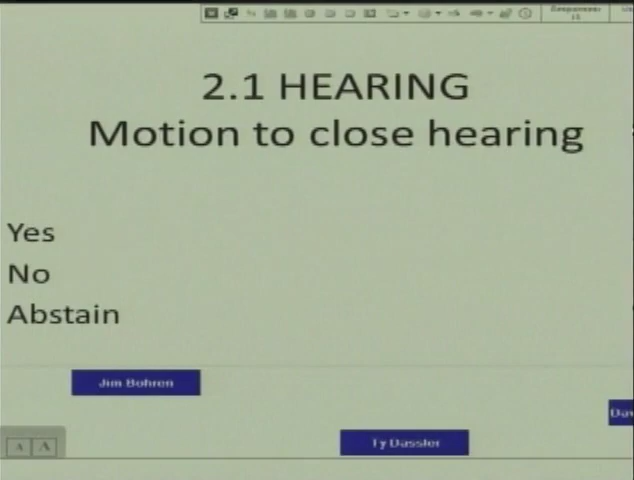 2.1 HEARING
Motion to close hearing
Yes
No
Abstain
Jim Bohren
Ty Dassler
A A